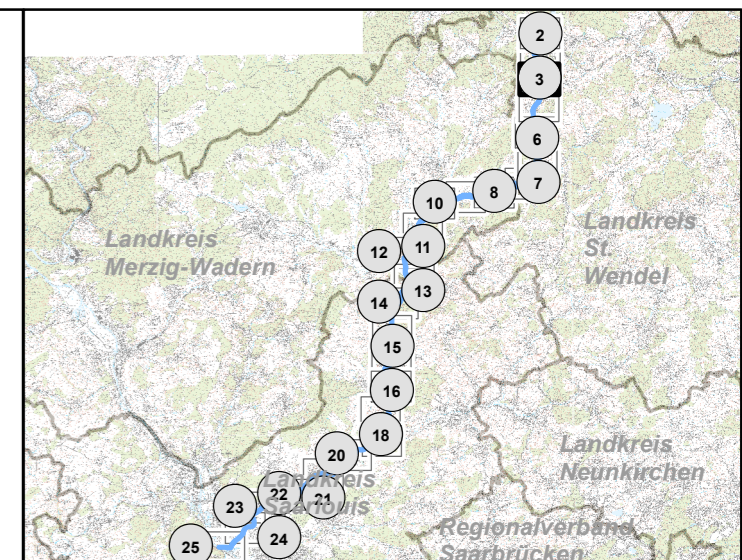 2
3
6
7
8
10
11
12
13
14
15
16
18
20
21
22
23
24
25
Landkreis
Merzig-Wadern
Landkreis
St.
Wendel
Landkreis
Neunkirchen
Landkreis
Saarlouis
Regionalverband
Saarbrücken